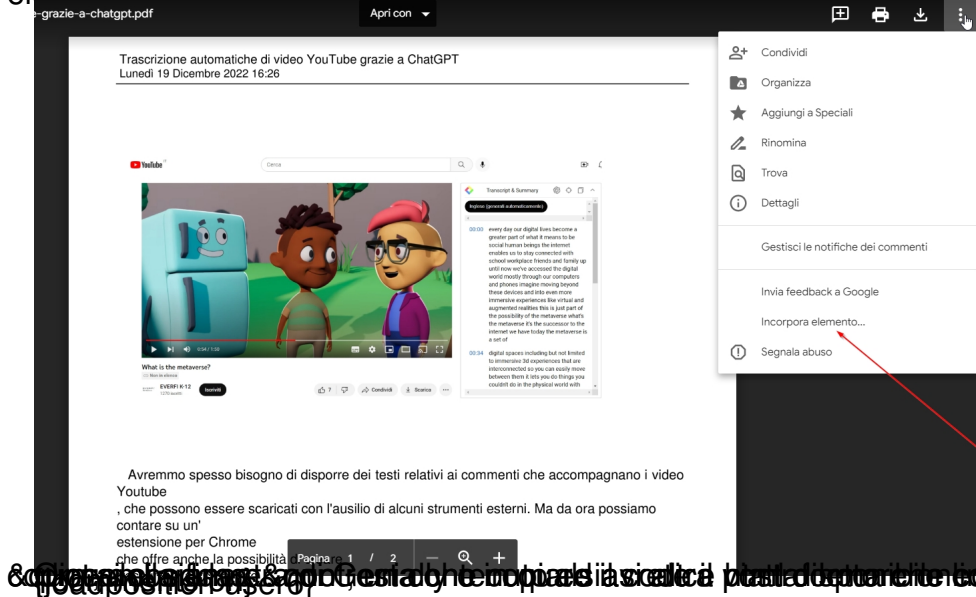 e-grazie-a-chatgpt.pdf
Apri con
Trascrizione automatiche di video YouTube grazie a ChatGPT
Lunedì 19 Dicembre 2022 16:26
YouTube
Cerca
Transcript & Summary
Inglese (generati automaticamente)
00:00 every day our digital lives become a
greater part of what it means to be
social human beings the internet
enables us to stay connected with
school workplace friends and family up
until now we've accessed the digital
world mostly through our computers
and phones imagine moving beyond
these devices and into even more
immersive experiences like virtual and
augmented realities this is just part of
the possibility of the metaverse what's
the metaverse it's the successor to the
internet we have today the metaverse is
a set of
00:34 digital spaces including but not limited
to immersive 3d experiences that are
interconnected so you can easily move
between them it lets you do things you
couldn't do in the physical world with
0:54 / 1:56
What is the metaverse?
Non in elenco
EVERFI K-12
Iscriviti
7
Condividi
Scarica
Avremmo spesso bisogno di disporre dei testi relativi ai commenti che accompagnano i video
Youtube
, che possono essere scaricati con l'ausilio di alcuni strumenti esterni. Ma da ora possiamo
contare su un'
estensione per Chrome
che offre anche la possibilità
Pagina 1 / 2
Condividi
Organizza
Aggiungi a Speciali
Rinomina
Trova
Dettagli
Gestisci le notifiche dei commenti
Invia feedback a Google
Incorpora elemento...
Segnala abuso